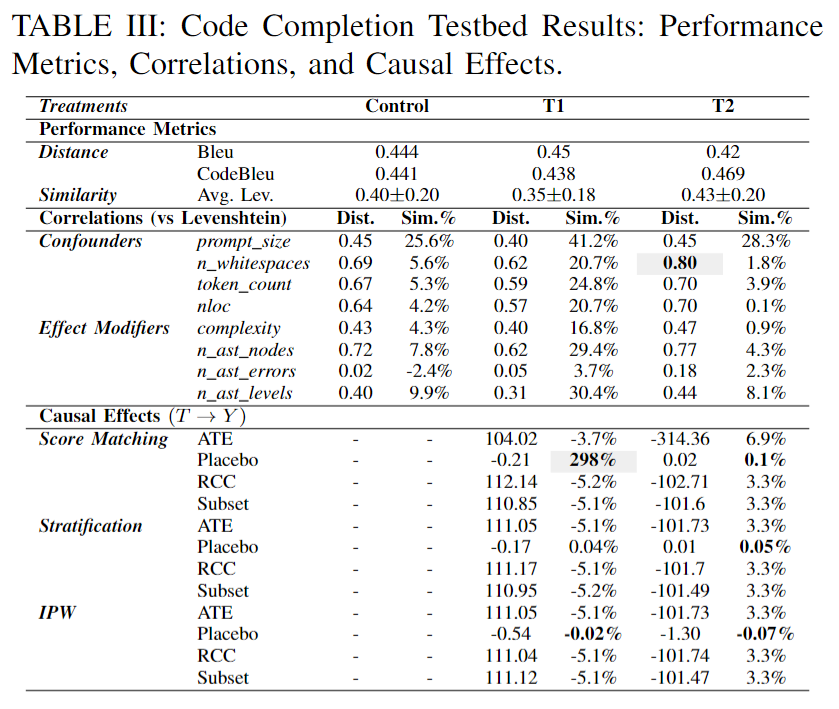 TABLE III: Code Completion Testbed Results: Performance
Metrics, Correlations, and Causal Effects.
Treatments Control T1 T2
Performance Metrics
Distance Bleu 0.444 0.45 0.42
CodeBleu 0.441 0.438 0.469
Similarity Avg. Lev. 0.40±0.20 0.35±0.18 0.43±0.20
Correlations (vs Levenshtein) Dist. Sim.% Dist. Sim.% Dist. Sim.%
Confounders prompt_size 0.45 25.6% 0.40 41.2% 0.45 28.3%
n_whitespaces 0.69 5.6% 0.62 20.7% 0.80 1.8%
token_count 0.67 5.3% 0.59 24.8% 0.70 3.9%
nloc 0.64 4.2% 0.57 20.7% 0.70 0.1%
Effect Modifiers complexity 0.43 4.3% 0.40 16.8% 0.47 0.9%
n_ast_nodes 0.72 7.8% 0.62 29.4% 0.77 4.3%
n_ast_errors 0.02 -2.4% 0.05 3.7% 0.18 2.3%
n_ast_levels 0.40 9.9% 0.31 30.4% 0.44 8.1%
Causal Effects (T → Y)
Score Matching ATE - - 104.02 -3.7% -314.36 6.9%
Placebo - - -0.21 298% 0.02 0.1%
RCC - - 112.14 -5.2% -102.71 3.3%
Subset - - 110.85 -5.1% -101.6 3.3%
Stratification ATE - - 111.05 -5.1% -101.73 3.3%
Placebo - - -0.17 0.04% 0.01 0.05%
RCC - - 111.17 -5.1% -101.7 3.3%
Subset - - 110.95 -5.2% -101.49 3.3%
IPW ATE - - 111.05 -5.1% -101.73 3.3%
Placebo - - -0.54 -0.02% -1.30 -0.07%
RCC - - 111.04 -5.1% -101.74 3.3%
Subset - - 111.12 -5.1% -101.47 3.3%